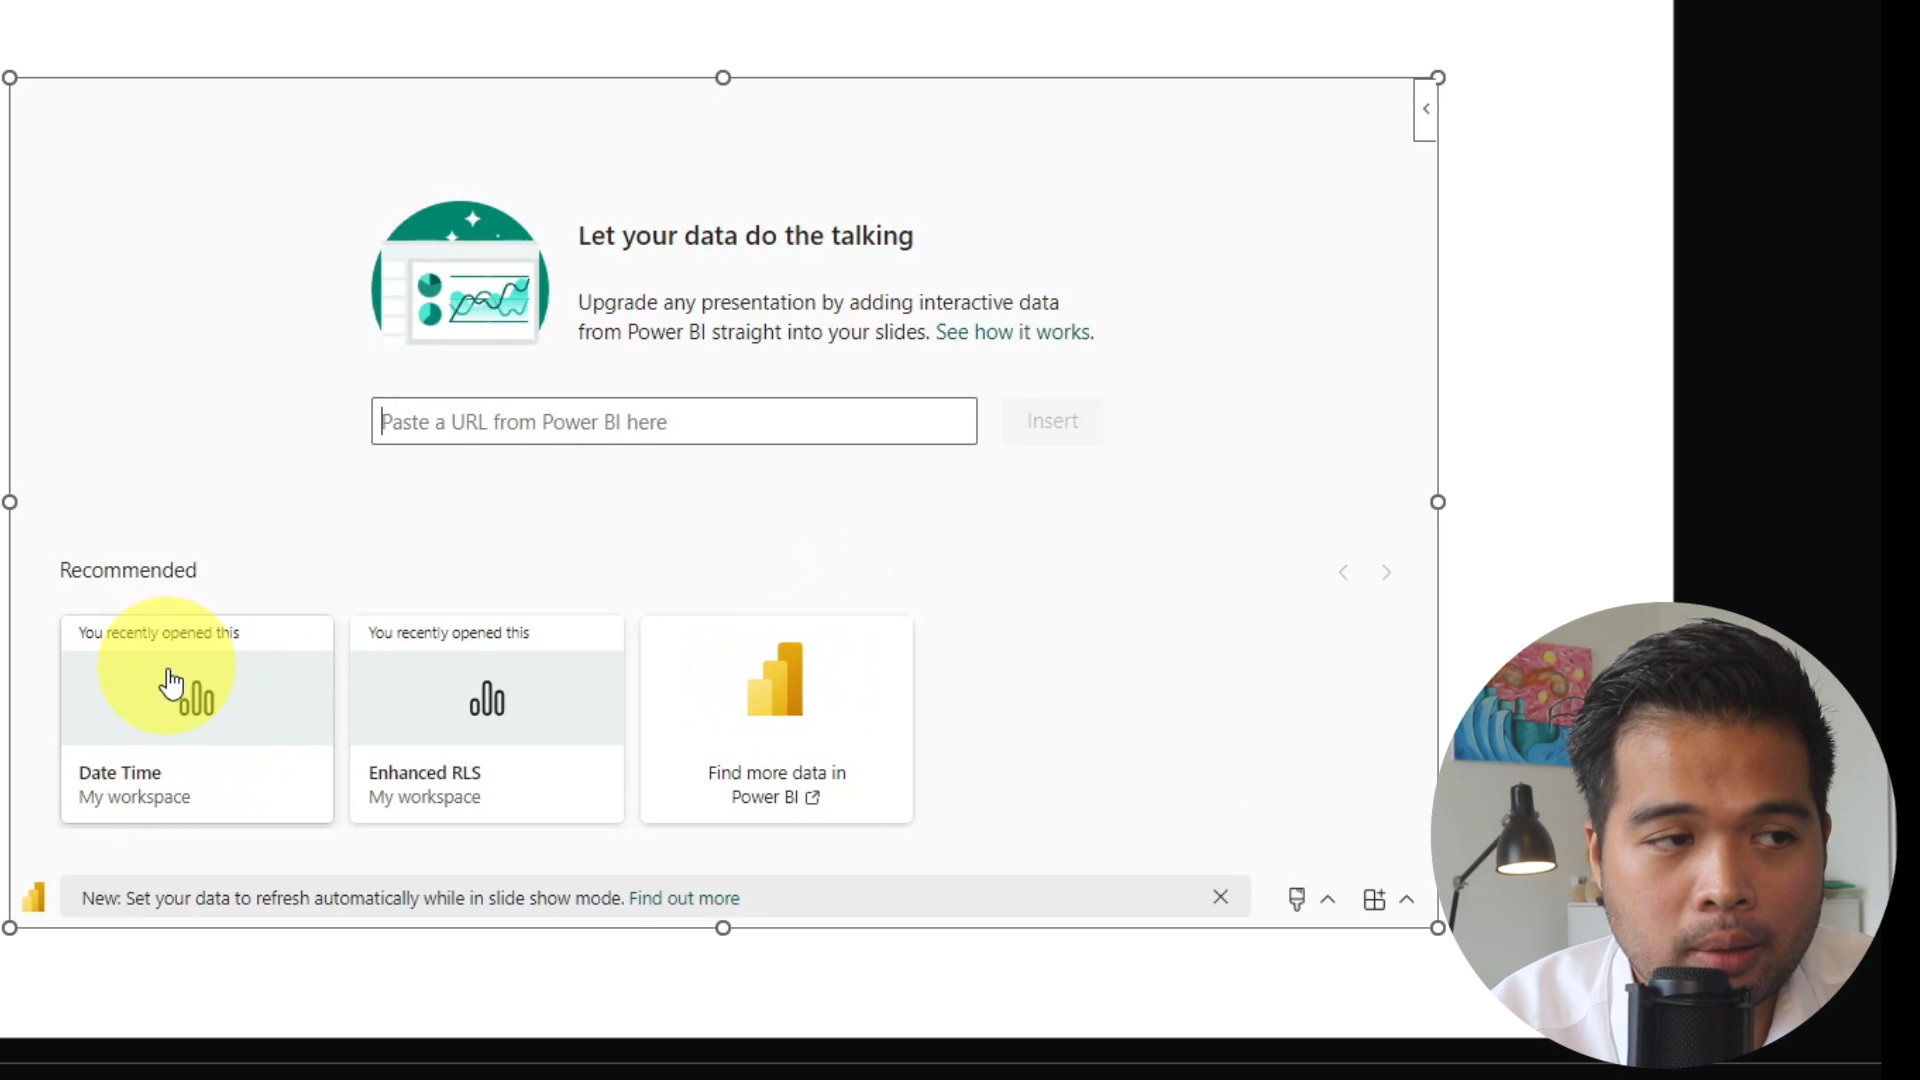 Let your data do the talking
Upgrade any presentation by adding interactive data
from Power BI straight into your slides. See how it works.
Paste a URL from Power BI here
Insert
Recommended
You recently opened this
Date Time
My workspace
You recently opened this
Enhanced RLS
My workspace
Find more data in
Power BI
New: Set your data to refresh automatically while in slide show mode. Find out more